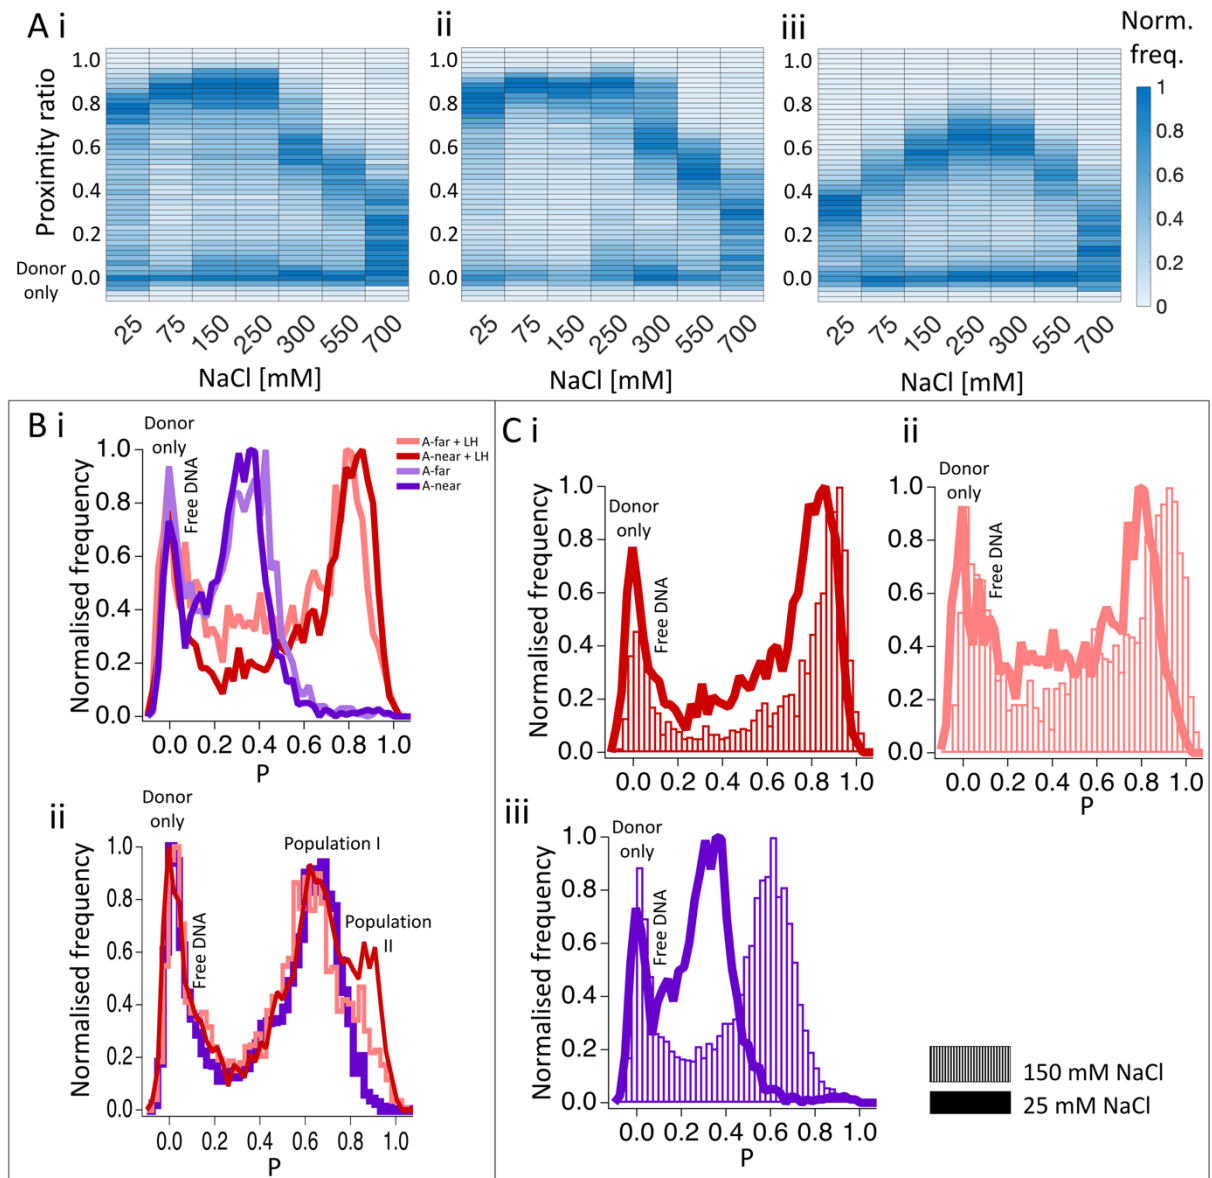 A i
ii
iii
Norm.
freq.
Proximity ratio
1.0
0.8
0.6
0.4
0.2
0.0
Donor
only
25
75
150
250
300
550
700
NaCl [mM]
1.0
0.8
0.6
0.4
0.2
0.0
25
75
150
250
300
550
700
NaCl [mM]
1.0
0.8
0.6
0.4
0.2
0.0
25
75
150
250
300
550
700
NaCl [mM]
1
0.8
0.6
0.4
0.2
0
B i
Donor
only
Free DNA
A-far + LH
A-near + LH
A-far
A-near
Normalised frequency
1.0
0.8
0.6
0.4
0.2
0.0
0.0 0.2 0.4 0.6 0.8 1.0
P
ii
Donor
only
Free DNA
Population I
Population
II
Normalised frequency
1.0
0.8
0.6
0.4
0.2
0.0
0.0 0.2 0.4 0.6 0.8 1.0
P
C i
Donor
only
Free DNA
Normalised frequency
1.0
0.8
0.6
0.4
0.2
0.0
0.0 0.2 0.4 0.6 0.8 1.0
ii
Donor
only
Free DNA
1.0
0.8
0.6
0.4
0.2
0.0
0.0 0.2 0.4 0.6 0.8 1.0
P
iii
Donor
only
Free DNA
Normalised frequency
1.0
0.8
0.6
0.4
0.2
0.0
0.0 0.2 0.4 0.6 0.8 1.0
P
150 mM NaCl
25 mM NaCl